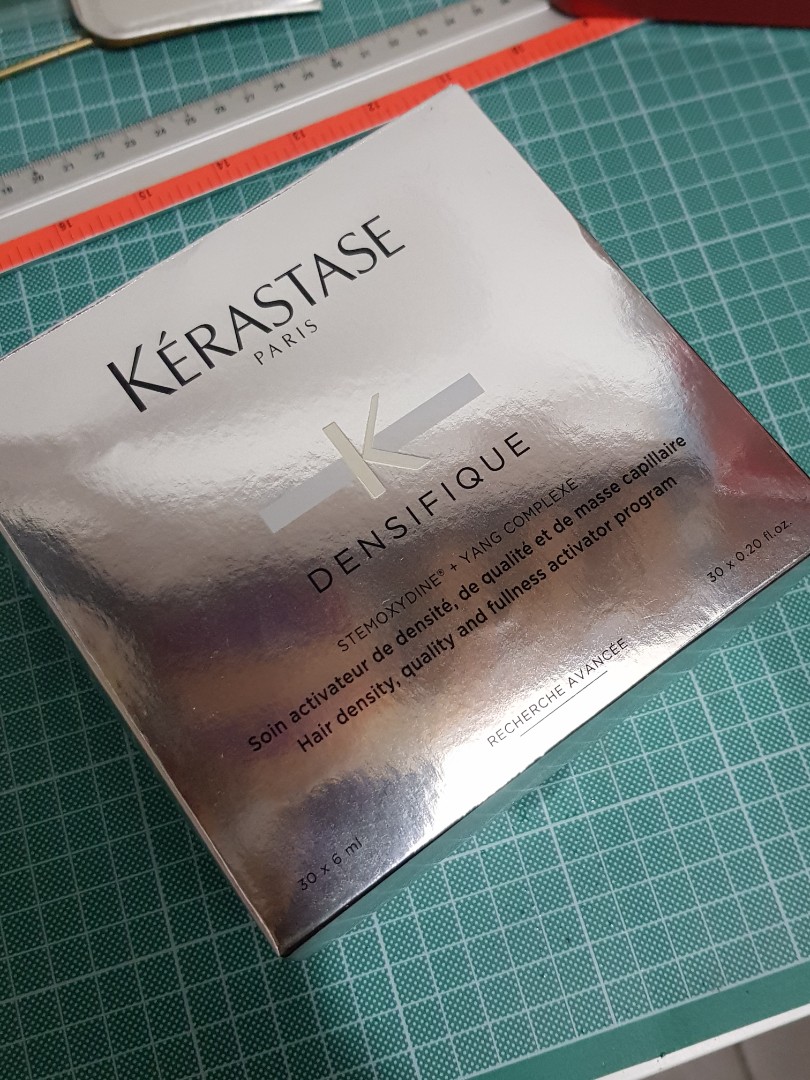 KÉRASTASE
PARIS
K
DENSIFIQUE
STEMOXYDINE® + YANG COMPLEXE
Soin activateur de densité, de qualité et de masse capillaire
Hair density, quality and fullness activator program
RECHERCHE AVANCÉE
30 x 6 ml
30 x 0.20 fl.oz.